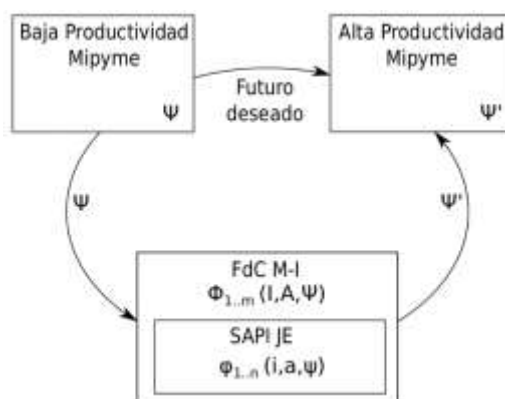 Baja Productividad
Mipyme
Ψ
Alta Productividad
Mipyme
Ψ'
Futuro
deseado
Ψ
Ψ'
FdC M-I
Φ1..m (I,A,Ψ)
SAPI JE
φ1..n (i,a,ψ)